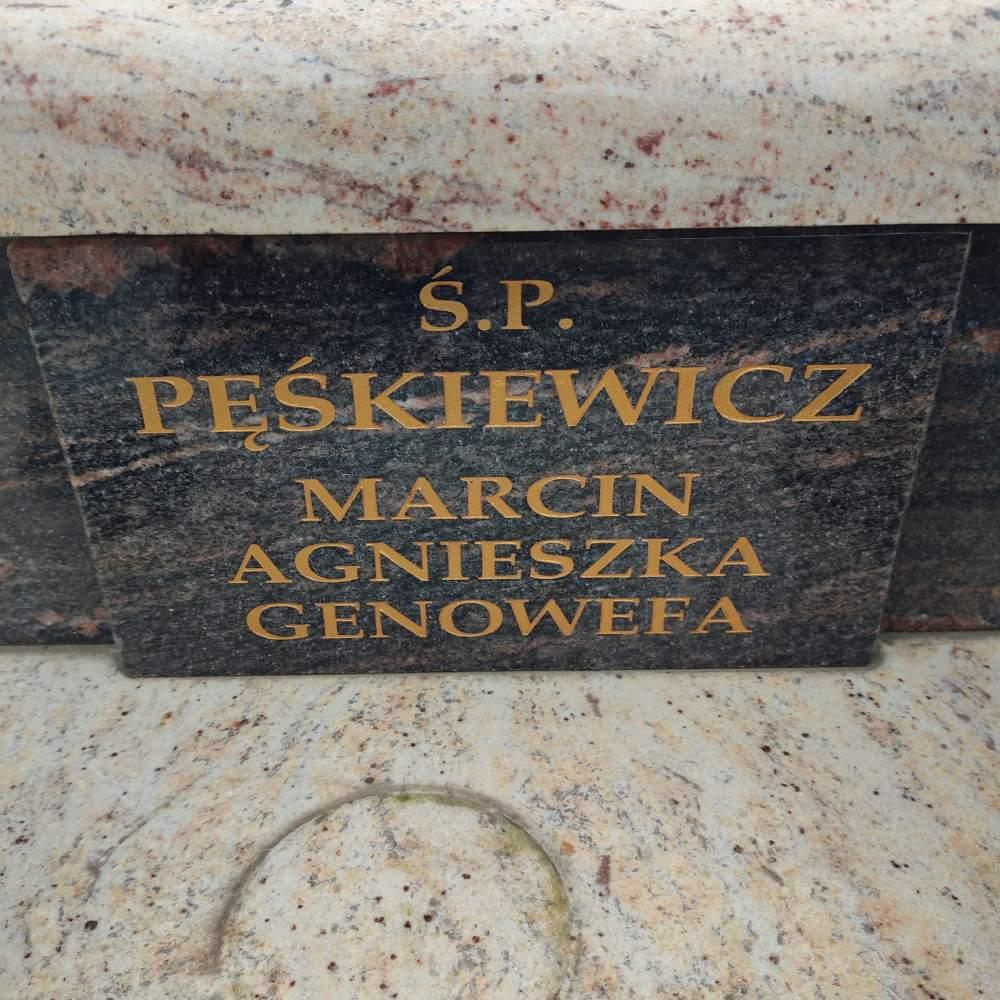 Ś.P.
PĘŚKIEWICZ
MARCIN
AGNIESZKA
GENOWEFA